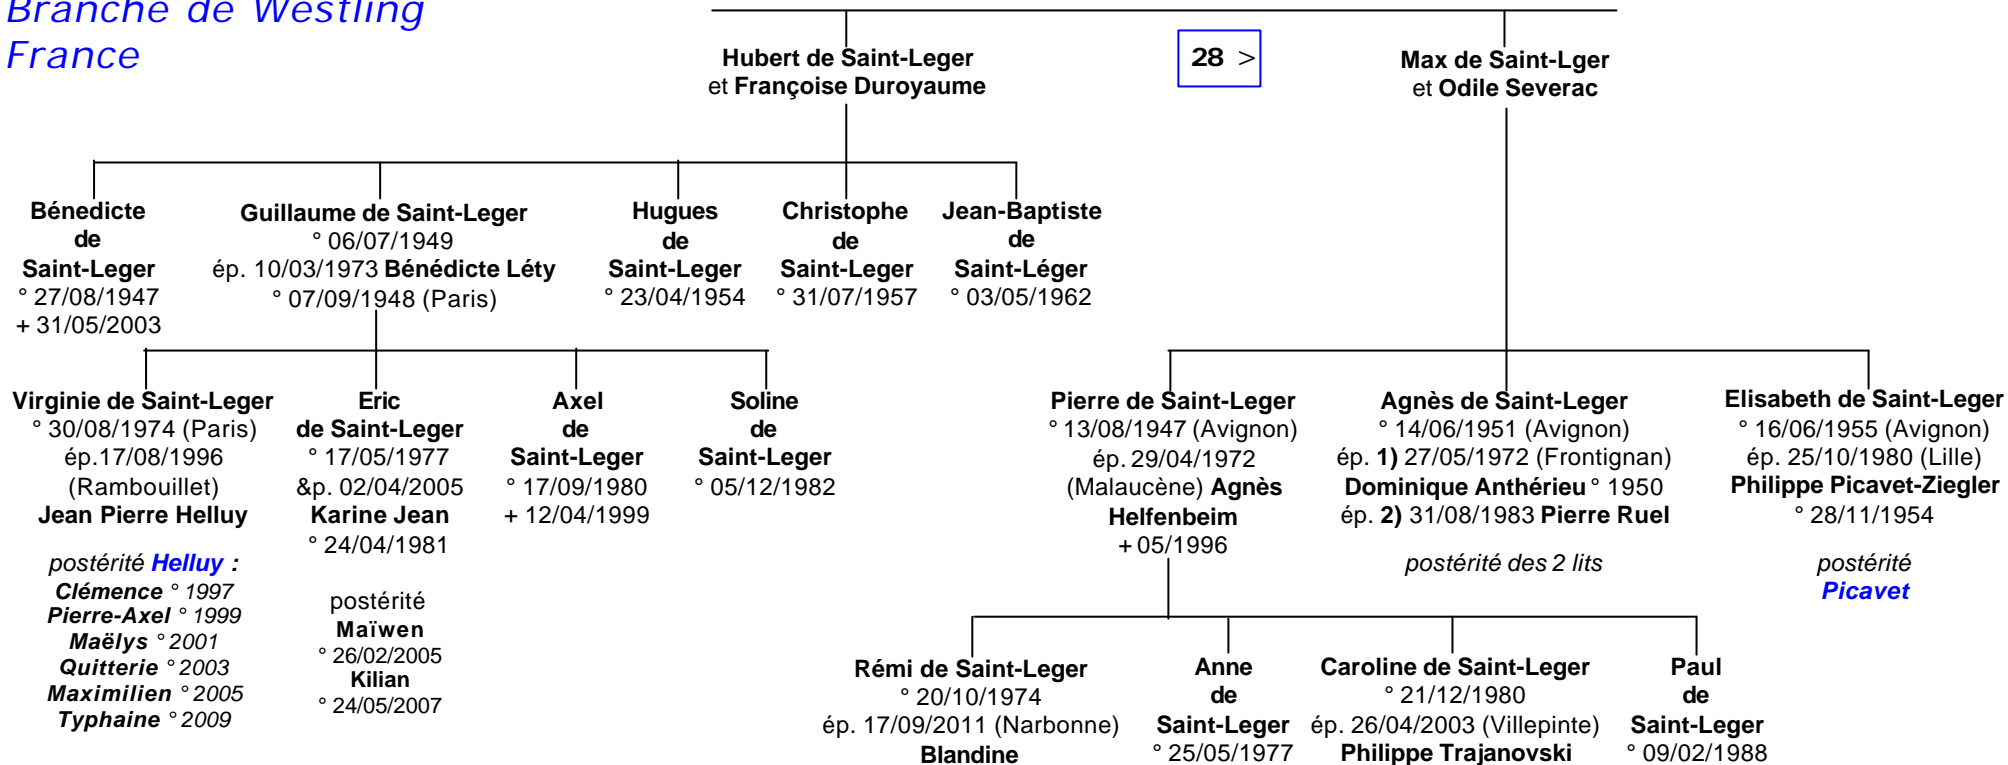 Branche de Westling
France
Hubert de Saint-Leger
et Françoise Duroyaume
28 >
Max de Saint-Lger
et Odile Severac
Bénedicte
de
Saint-Leger
° 27/08/1947
+ 31/05/2003
Guillaume de Saint-Leger
° 06/07/1949
ép. 10/03/1973 Bénédicte Léty
° 07/09/1948 (Paris)
Hugues
de
Saint-Leger
° 23/04/1954
Christophe
de
Saint-Leger
° 31/07/1957
Jean-Baptiste
de
Saint-Léger
° 03/05/1962
Virginie de Saint-Leger
° 30/08/1974 (Paris)
ép.17/08/1996
(Rambouillet)
Jean Pierre Helluy
postérité Helluy :
Clémence ° 1997
Pierre-Axel ° 1999
Maëlys ° 2001
Quitterie ° 2003
Maximilien ° 2005
Typhaine ° 2009
Eric
de Saint-Leger
° 17/05/1977
&p. 02/04/2005
Karine Jean
° 24/04/1981
postérité
Maïwen
° 26/02/2005
Kilian
° 24/05/2007
Axel
de
Saint-Leger
° 17/09/1980
+ 12/04/1999
Soline
de
Saint-Leger
° 05/12/1982
Pierre de Saint-Leger
° 13/08/1947 (Avignon)
ép. 29/04/1972
(Malaucène) Agnès
Helfenbeim
+ 05/1996
Agnès de Saint-Leger
° 14/06/1951 (Avignon)
ép. 1) 27/05/1972 (Frontignan)
Dominique Anthérieu ° 1950
ép. 2) 31/08/1983 Pierre Ruel
postérité des 2 lits
Elisabeth de Saint-Leger
° 16/06/1955 (Avignon)
ép. 25/10/1980 (Lille)
Philippe Picavet-Ziegler
° 28/11/1954
postérité
Picavet
Rémi de Saint-Leger
° 20/10/1974
ép. 17/09/2011 (Narbonne)
Blandine
Anne
de
Saint-Leger
° 25/05/1977
Caroline de Saint-Leger
° 21/12/1980
ép. 26/04/2003 (Villepinte)
Philippe Trajanovski
Paul
de
Saint-Leger
° 09/02/1988